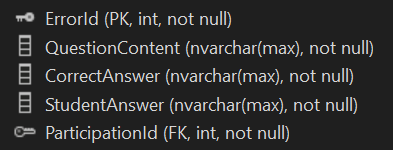 ErrorId (PK, int, not null)
QuestionContent (nvarchar(max), not null)
CorrectAnswer (nvarchar(max), not null)
StudentAnswer (nvarchar(max), not null)
ParticipationId (FK, int, not null)